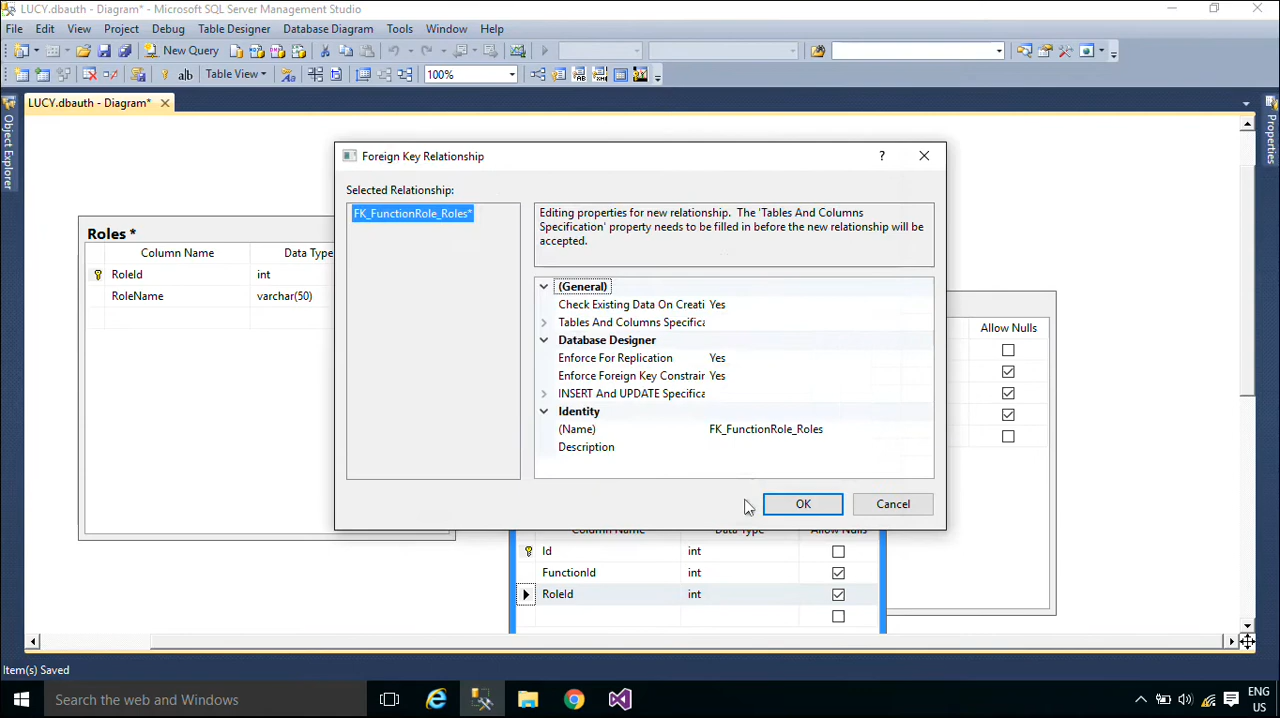 LUCY.dbauth - Diagram* - Microsoft SQL Server Management Studio
File Edit View Project Debug Table Designer Database Diagram Tools Window Help
New Query
Table View 100%
LUCY.dbauth - Diagram*
Object Explorer
Properties
Foreign Key Relationship ?
Selected Relationship:
FK_FunctionRole_Roles*
Editing properties for new relationship. The 'Tables And Columns
Specification' property needs to be filled in before the new relationship will be
accepted.
(General)
Check Existing Data On Creati Yes
Tables And Columns Specifica
Database Designer
Enforce For Replication Yes
Enforce Foreign Key Constrair Yes
INSERT And UPDATE Specifica
Identity
(Name) FK_FunctionRole_Roles
Description
OK Cancel
Roles *
Column Name Data Type
RoleId int
RoleName varchar(50)
Allow Nulls
Column Name Data Type Allow Nulls
Id int
FunctionId int
RoleId int
Item(s) Saved
Search the web and Windows
ENG
US